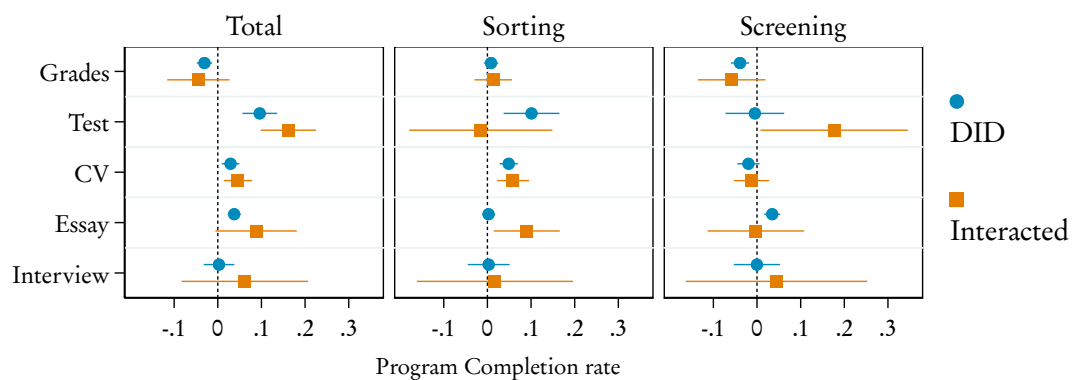 Total Sorting Screening
Grades
Test
CV
Essay
Interview
-.1 0 .1 .2 .3 -.1 0 .1 .2 .3 -.1 0 .1 .2 .3
Program Completion rate
DID
Interacted